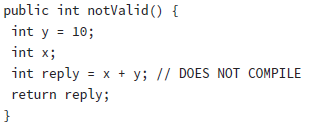 public int notValid() {
 int y = 10;
 int x;
 int reply = x + y; // DOES NOT COMPILE
 return reply;
}